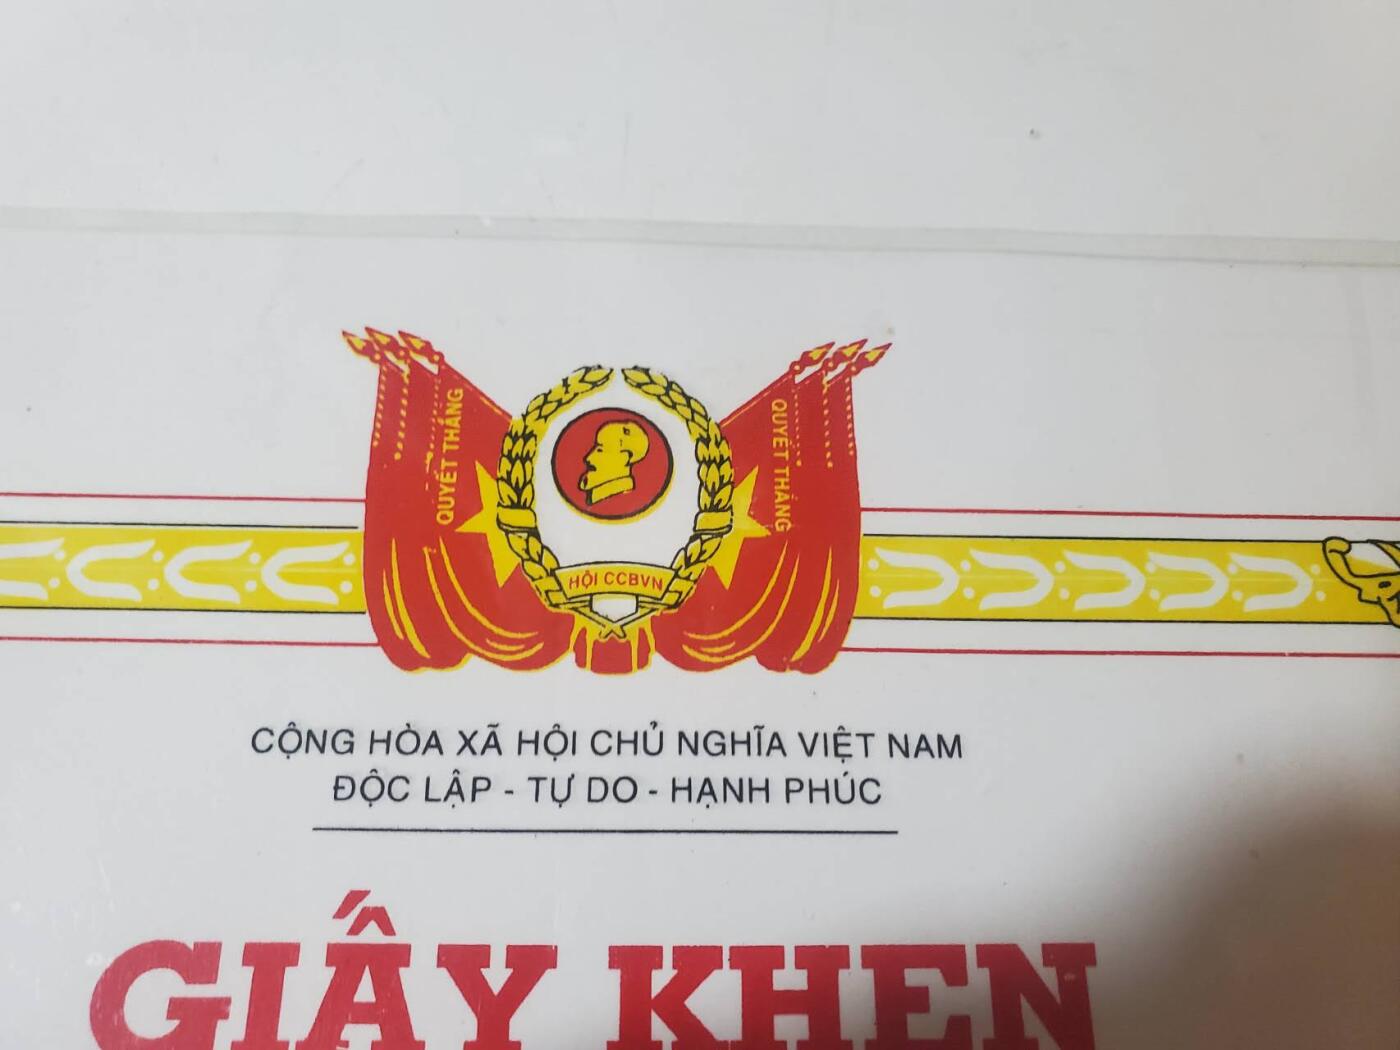 QUYẾT THẮNG
QUYẾT THẮNG
HỘI CCBVN
CỘNG HÒA XÃ HỘI CHỦ NGHĨA VIỆT NAM
ĐỘC LẬP - TỰ DO - HẠNH PHÚC
GIẤY KHEN